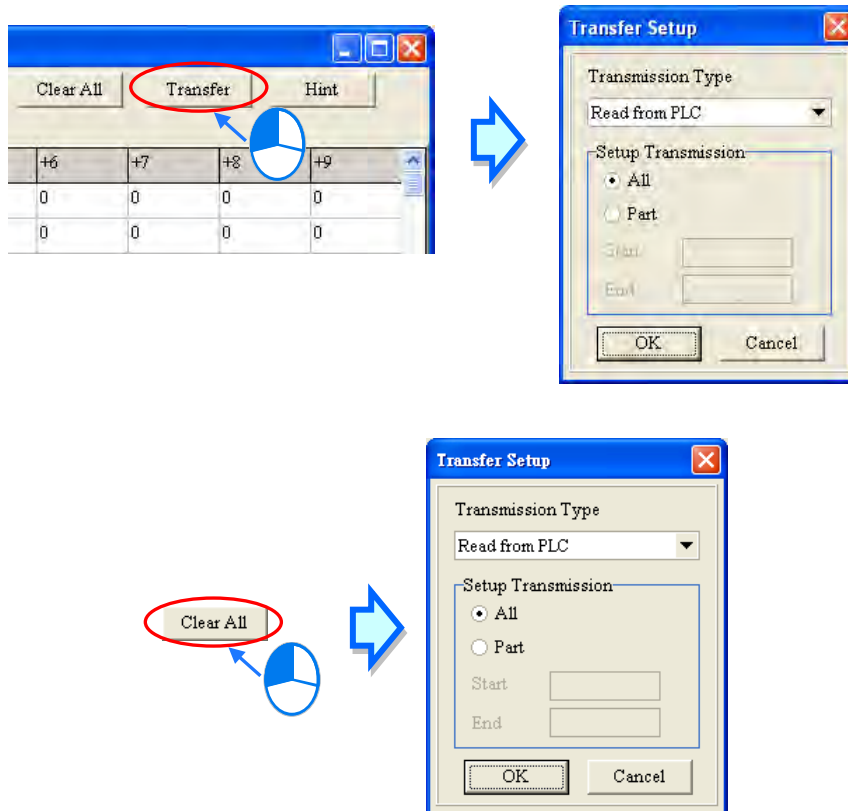 Clear All Transfer Hint
+6 +7 +8 +9
0 0 0 0
0 0 0 0
Transfer Setup
Transmission Type
Read from PLC
Setup Transmission
All
Part
Start
End
OK Cancel
Transfer Setup
Transmission Type
Read from PLC
Setup Transmission
All
Part
Start
End
OK Cancel
Clear All